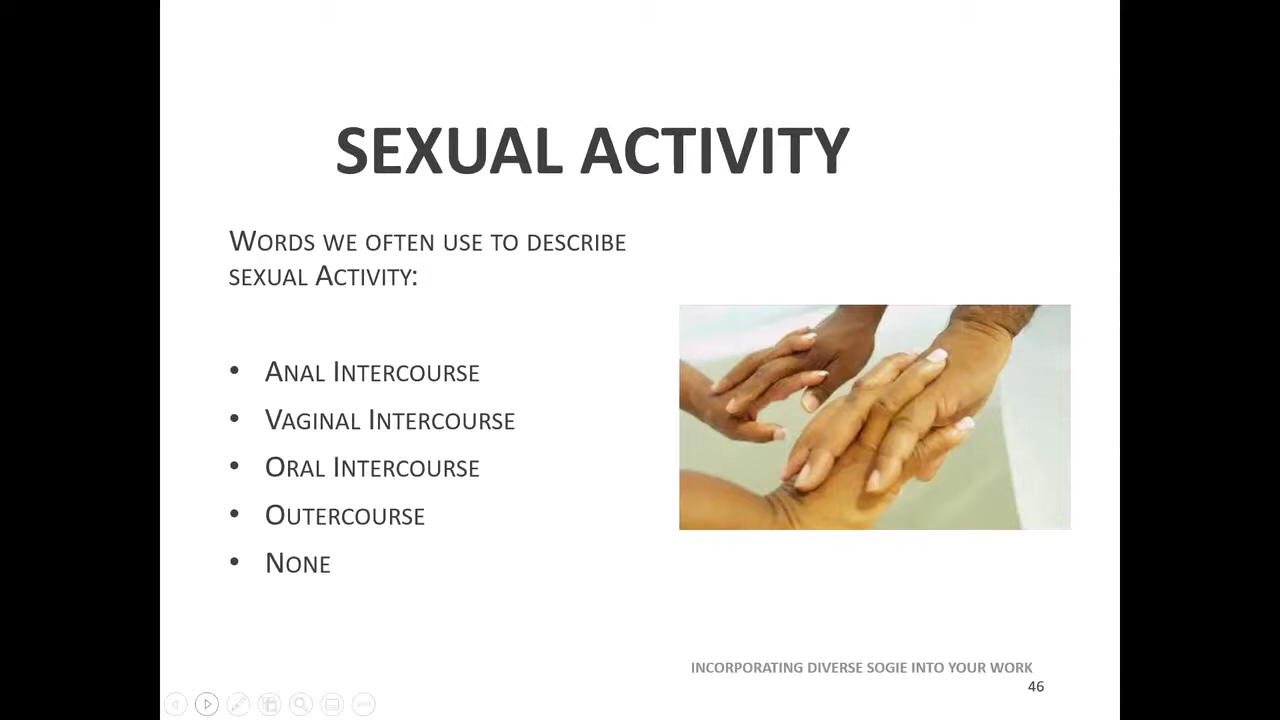 SEXUAL ACTIVITY
WORDS WE OFTEN USE TO DESCRIBE
SEXUAL ACTIVITY:
• ANAL INTERCOURSE
• VAGINAL INTERCOURSE
• ORAL INTERCOURSE
• OUTERCOURSE
• NONE
INCORPORATING DIVERSE SOGIE INTO YOUR WORK
46